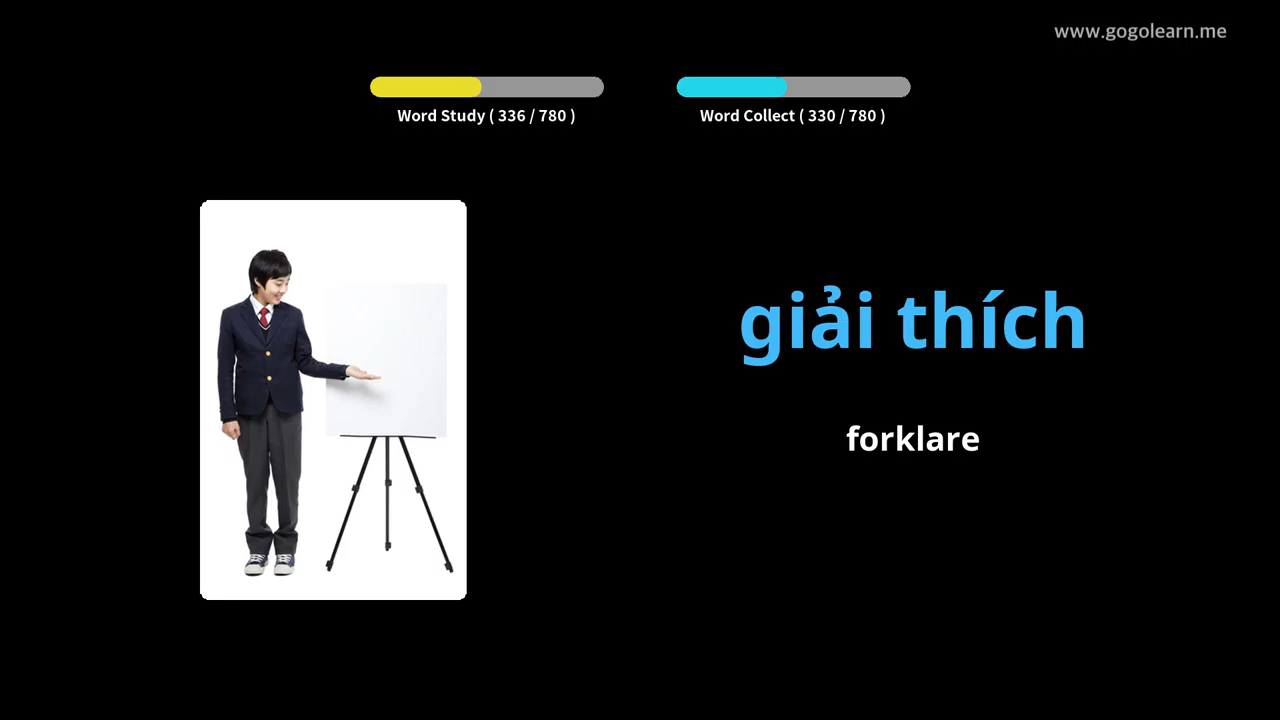 www.gogolearn.me
Word Study ( 336 / 780 )
Word Collect ( 330 / 780 )
giải thích
forklare